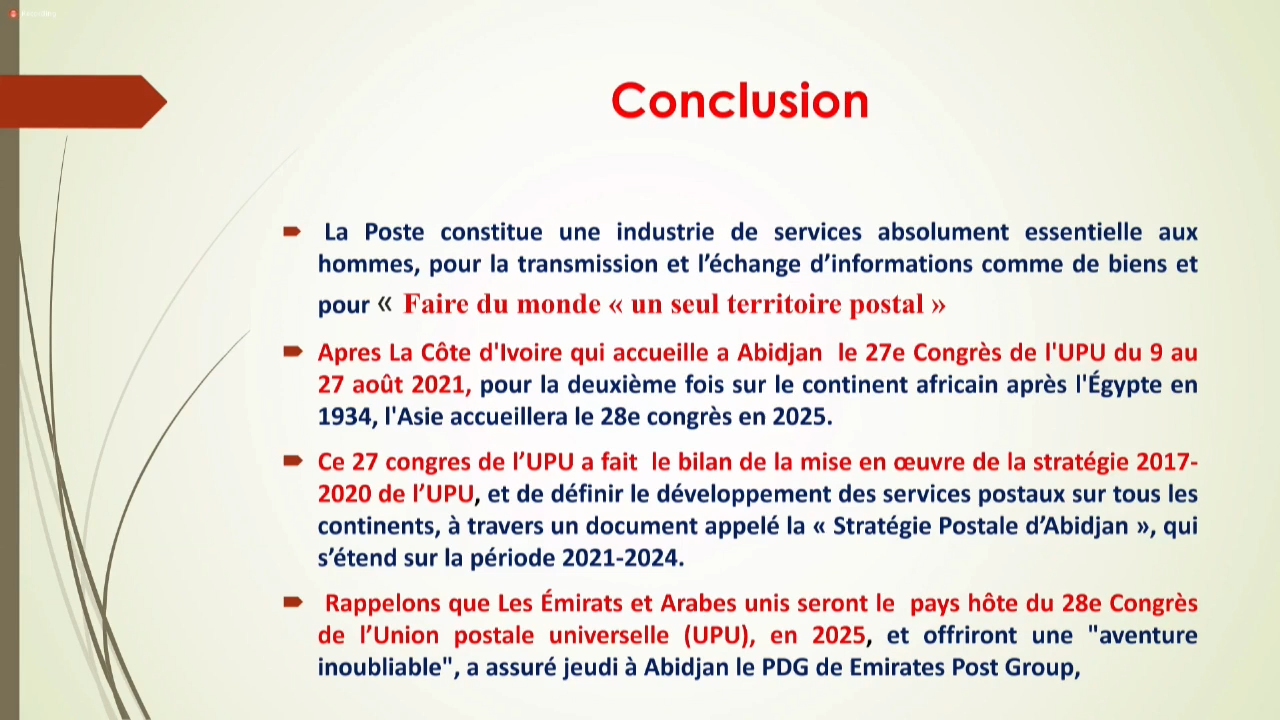 Recording
Conclusion
La Poste constitue une industrie de services absolument essentielle aux
hommes, pour la transmission et l’échange d’informations comme de biens et
pour « Faire du monde « un seul territoire postal »
Apres La Côte d'Ivoire qui accueille a Abidjan le 27e Congrès de l'UPU du 9 au
27 août 2021, pour la deuxième fois sur le continent africain après l'Égypte en
1934, l'Asie accueillera le 28e congrès en 2025.
Ce 27 congres de l’UPU a fait le bilan de la mise en œuvre de la stratégie 2017-
2020 de l’UPU, et de définir le développement des services postaux sur tous les
continents, à travers un document appelé la « Stratégie Postale d’Abidjan », qui
s’étend sur la période 2021-2024.
Rappelons que Les Émirats et Arabes unis seront le pays hôte du 28e Congrès
de l’Union postale universelle (UPU), en 2025, et offriront une "aventure
inoubliable", a assuré jeudi à Abidjan le PDG de Emirates Post Group,